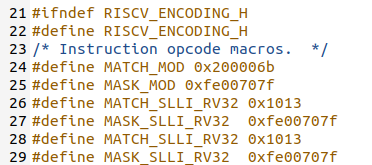 21 #ifndef RISCV_ENCODING_H
22 #define RISCV_ENCODING_H
23 /* Instruction opcode macros.  */
24 #define MATCH_MOD 0x200006b
25 #define MASK_MOD 0xfe00707f
26 #define MATCH_SLLI_RV32 0x1013
27 #define MASK_SLLI_RV32  0xfe00707f
28 #define MATCH_SLLI_RV32 0x1013
29 #define MASK_SLLI_RV32  0xfe00707f